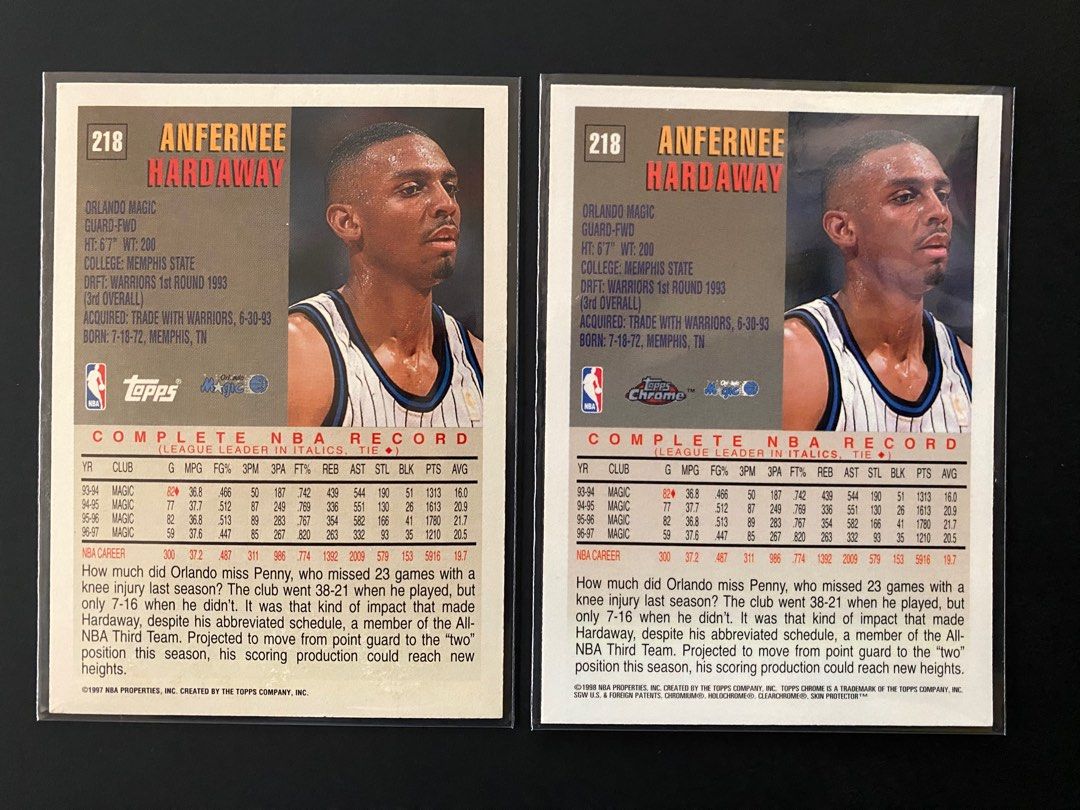 218
ANFERNEE
HARDAWAY
ORLANDO MAGIC
GUARD-FWD
HT: 6'7" WT: 200
COLLEGE: MEMPHIS STATE
DRFT: WARRIORS 1st ROUND 1993
(3rd OVERALL)
ACQUIRED: TRADE WITH WARRIORS, 6-30-93
BORN: 7-18-72, MEMPHIS, TN
NBA Topps® Orlando Magic
COMPLETE NBA RECORD
(LEAGUE LEADER IN ITALICS, TIE ♦)
YR CLUB G MPG FG% 3PM 3PA FT% REB AST STL BLK PTS AVG
93-94 MAGIC 82♦ 36.8 .466 50 187 .742 439 544 190 51 1313 16.0
94-95 MAGIC 77 37.7 .512 87 249 .769 336 551 130 26 1613 20.9
95-96 MAGIC 82 36.8 .513 89 283 .767 354 582 166 41 1780 21.7
96-97 MAGIC 59 37.6 .447 85 267 .820 263 332 93 35 1210 20.5
NBA CAREER 300 37.2 .487 311 986 .774 1392 2009 579 153 5916 19.7
How much did Orlando miss Penny, who missed 23 games with a
knee injury last season? The club went 38-21 when he played, but
only 7-16 when he didn't. It was that kind of impact that made
Hardaway, despite his abbreviated schedule, a member of the All-
NBA Third Team. Projected to move from point guard to the "two"
position this season, his scoring production could reach new
heights.
©1997 NBA PROPERTIES, INC. CREATED BY THE TOPPS COMPANY, INC.
218
ANFERNEE
HARDAWAY
ORLANDO MAGIC
GUARD-FWD
HT: 6'7" WT: 200
COLLEGE: MEMPHIS STATE
DRFT: WARRIORS 1st ROUND 1993
(3rd OVERALL)
ACQUIRED: TRADE WITH WARRIORS, 6-30-93
BORN: 7-18-72, MEMPHIS, TN
NBA Topps Chrome™ Orlando Magic
COMPLETE NBA RECORD
(LEAGUE LEADER IN ITALICS, TIE ♦)
YR CLUB G MPG FG% 3PM 3PA FT% REB AST STL BLK PTS AVG
93-94 MAGIC 82♦ 36.8 .466 50 187 .742 439 544 190 51 1313 16.0
94-95 MAGIC 77 37.7 .512 87 249 .769 336 551 130 26 1613 20.9
95-96 MAGIC 82 36.8 .513 89 283 .767 354 582 166 41 1780 21.7
96-97 MAGIC 59 37.6 .447 85 267 .820 263 332 93 35 1210 20.5
NBA CAREER 300 37.2 .487 311 986 .774 1392 2009 579 153 5916 19.7
How much did Orlando miss Penny, who missed 23 games with a
knee injury last season? The club went 38-21 when he played, but
only 7-16 when he didn't. It was that kind of impact that made
Hardaway, despite his abbreviated schedule, a member of the All-
NBA Third Team. Projected to move from point guard to the "two"
position this season, his scoring production could reach new heights.
©1998 NBA PROPERTIES, INC. CREATED BY THE TOPPS COMPANY, INC. TOPPS CHROME IS A TRADEMARK OF THE TOPPS COMPANY, INC.
SGW U.S. & FOREIGN PATENTS. CHROMIUM®, HOLOCHROME®, CLEARCHROME®, SKIN PROTECTOR™